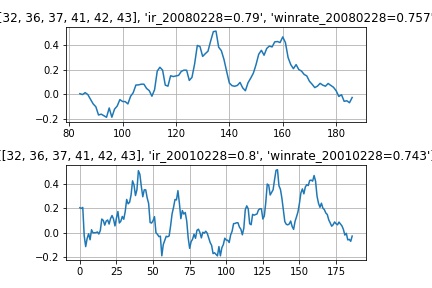 [32, 36, 37, 41, 42, 43], 'ir_20080228=0.79', 'winrate_20080228=0.757'
0.4
0.2
0.0
−0.2
80 100 120 140 160 180
[[32, 36, 37, 41, 42, 43], 'ir_20010228=0.8', 'winrate_20010228=0.743']
0.4
0.2
0.0
−0.2
0 25 50 75 100 125 150 175